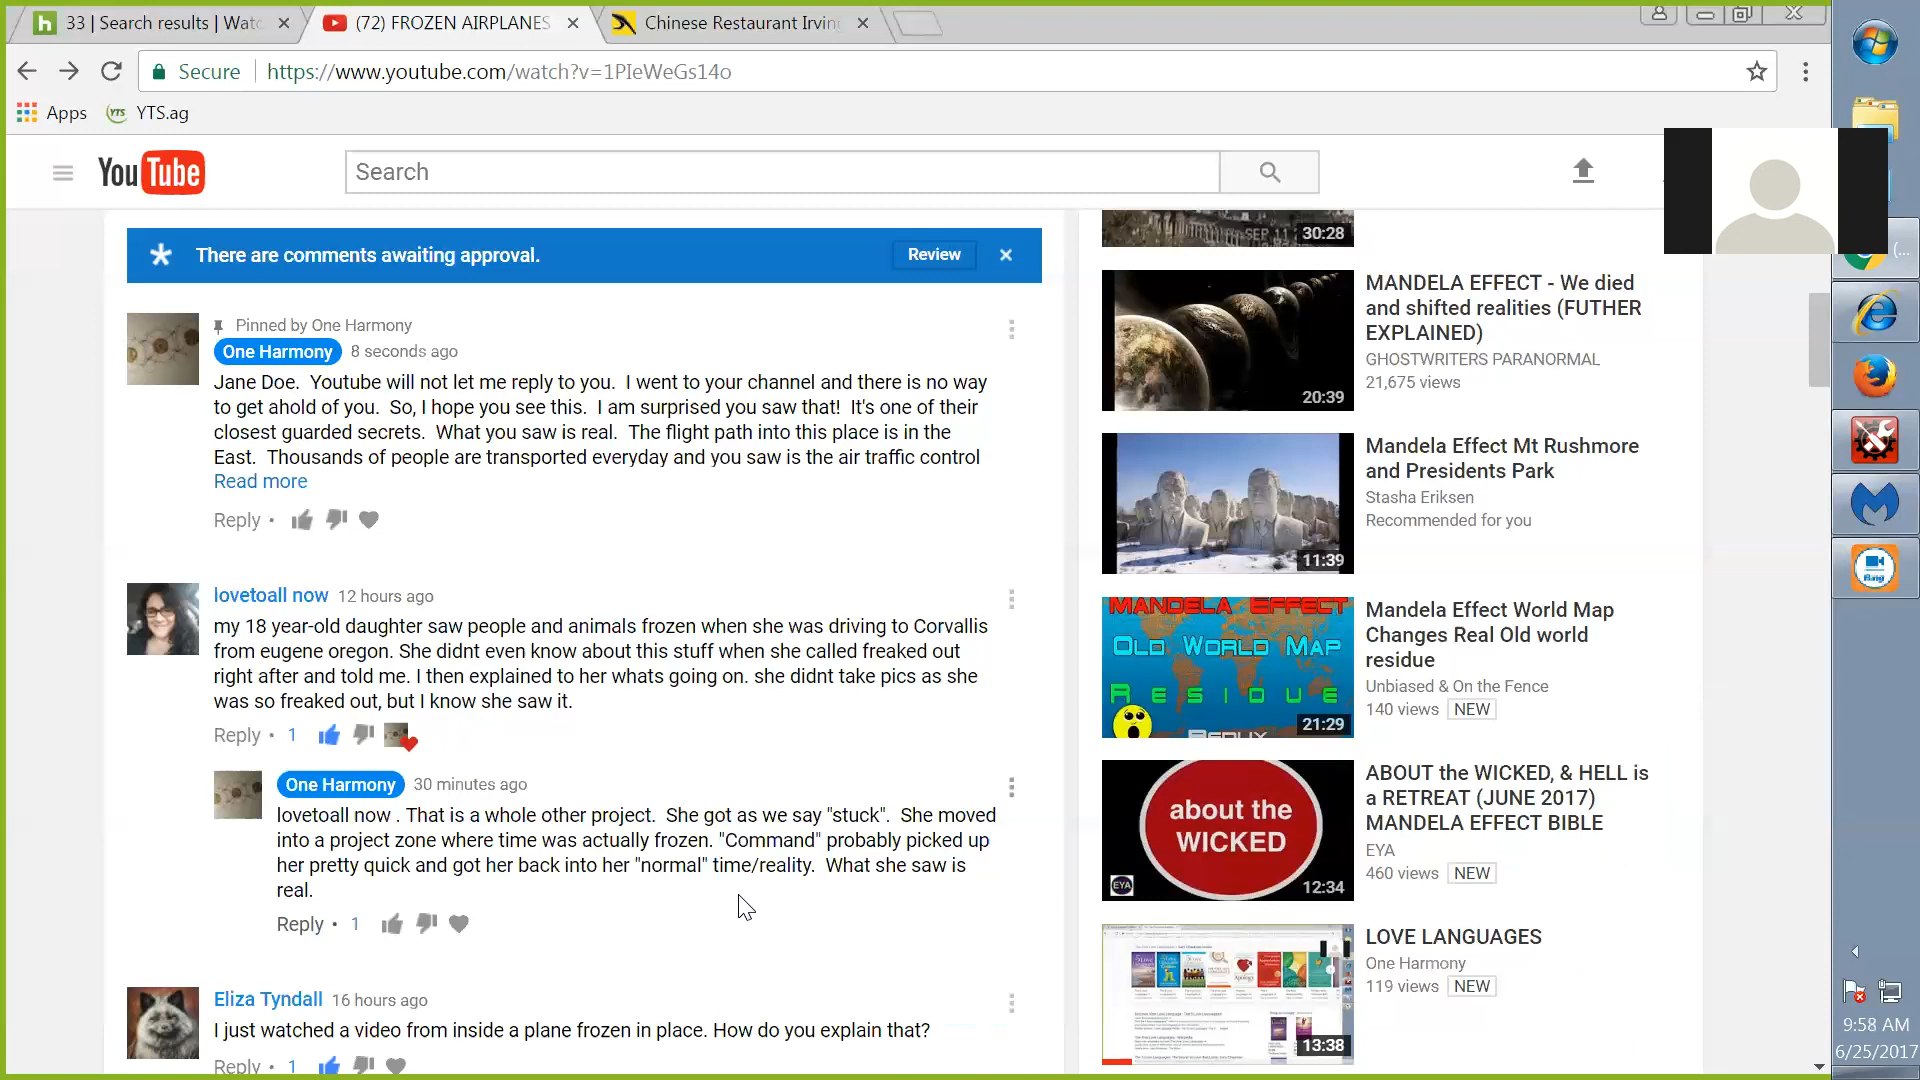 33 | Search results | Watc
(72) FROZEN AIRPLANES
Chinese Restaurant Irving
Secure
https://www.youtube.com/watch?v=1PIeWeGs14o
Apps
YTS
YTS.ag
YouTube
Search
There are comments awaiting approval.
Review
Pinned by One Harmony
One Harmony 8 seconds ago
Jane Doe. Youtube will not let me reply to you. I went to your channel and there is no way
to get ahold of you. So, I hope you see this. I am surprised you saw that! It's one of their
closest guarded secrets. What you saw is real. The flight path into this place is in the
East. Thousands of people are transported everyday and you saw is the air traffic control
Read more
Reply •
lovetoall now 12 hours ago
my 18 year-old daughter saw people and animals frozen when she was driving to Corvallis
from eugene oregon. She didnt even know about this stuff when she called freaked out
right after and told me. I then explained to her whats going on. she didnt take pics as she
was so freaked out, but I know she saw it.
Reply • 1
One Harmony 30 minutes ago
lovetoall now . That is a whole other project. She got as we say "stuck". She moved
into a project zone where time was actually frozen. "Command" probably picked up
her pretty quick and got her back into her "normal" time/reality. What she saw is
real.
Reply • 1
Eliza Tyndall 16 hours ago
I just watched a video from inside a plane frozen in place. How do you explain that?
Reply • 1
SEP 11
30:28
MANDELA EFFECT - We died
and shifted realities (FUTHER
EXPLAINED)
GHOSTWRITERS PARANORMAL
21,675 views
20:39
Mandela Effect Mt Rushmore
and Presidents Park
Stasha Eriksen
Recommended for you
11:39
MANDELA EFFECT
OLD WORLD MAP
RESIDUE
REDUX
21:29
Mandela Effect World Map
Changes Real Old world
residue
Unbiased & On the Fence
140 views NEW
about the
WICKED
EYA
12:34
ABOUT the WICKED, & HELL is
a RETREAT (JUNE 2017)
MANDELA EFFECT BIBLE
EYA
460 views NEW
LOVE LANGUAGES
One Harmony
119 views NEW
13:38
(...
9:58 AM
6/25/2017